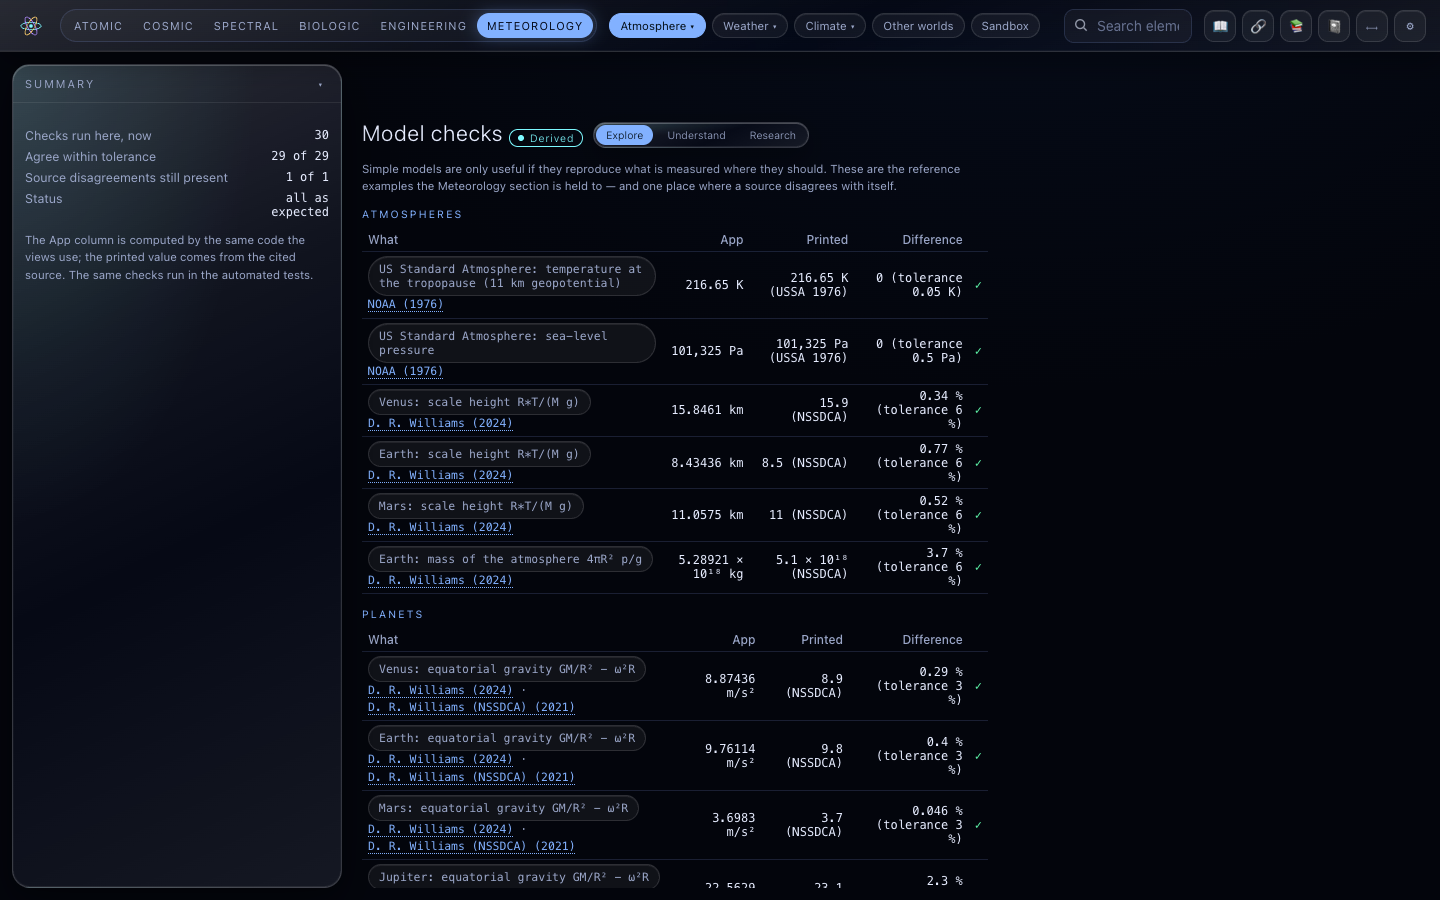 ATOMIC COSMIC SPECTRAL BIOLOGIC ENGINEERING METEOROLOGY Atmosphere ▾ Weather ▾ Climate ▾ Other worlds Sandbox
SUMMARY
Checks run here, now 30
Agree within tolerance 29 of 29
Source disagreements still present 1 of 1
Status all as
expected
The App column is computed by the same code the
views use; the printed value comes from the cited
source. The same checks run in the automated tests.
Model checks Derived Explore Understand Research
Simple models are only useful if they reproduce what is measured where they should. These are the reference
examples the Meteorology section is held to — and one place where a source disagrees with itself.
ATMOSPHERES
What App Printed Difference
US Standard Atmosphere: temperature at
the tropopause (11 km geopotential)
NOAA (1976)
216.65 K
216.65 K
(USSA 1976)
0 (tolerance
0.05 K)
✓
US Standard Atmosphere: sea-level
pressure
NOAA (1976)
101,325 Pa
101,325 Pa
(USSA 1976)
0 (tolerance
0.5 Pa)
✓
Venus: scale height R∗T/(M g)
D. R. Williams (2024)
15.8461 km
15.9
(NSSDCA)
0.34 %
(tolerance 6
%)
✓
Earth: scale height R∗T/(M g)
D. R. Williams (2024)
8.43436 km
8.5 (NSSDCA)
0.77 %
(tolerance 6
%)
✓
Mars: scale height R∗T/(M g)
D. R. Williams (2024)
11.0575 km
11 (NSSDCA)
0.52 %
(tolerance 6
%)
✓
Earth: mass of the atmosphere 4πR² p/g
D. R. Williams (2024)
5.28921 ×
10¹⁸ kg
5.1 × 10¹⁸
(NSSDCA)
3.7 %
(tolerance 6
%)
✓
PLANETS
What App Printed Difference
Venus: equatorial gravity GM/R² − ω²R
D. R. Williams (2024) ·
D. R. Williams (NSSDCA) (2021)
8.87436
m/s²
8.9
(NSSDCA)
0.29 %
(tolerance 3
%)
✓
Earth: equatorial gravity GM/R² − ω²R
D. R. Williams (2024) ·
D. R. Williams (NSSDCA) (2021)
9.76114
m/s²
9.8
(NSSDCA)
0.4 %
(tolerance 3
%)
✓
Mars: equatorial gravity GM/R² − ω²R
D. R. Williams (2024) ·
D. R. Williams (NSSDCA) (2021)
3.6983
m/s²
3.7
(NSSDCA)
0.046 %
(tolerance 3
%)
✓
Jupiter: equatorial gravity GM/R² − ω²R
22.5629
23.1
2.3 %